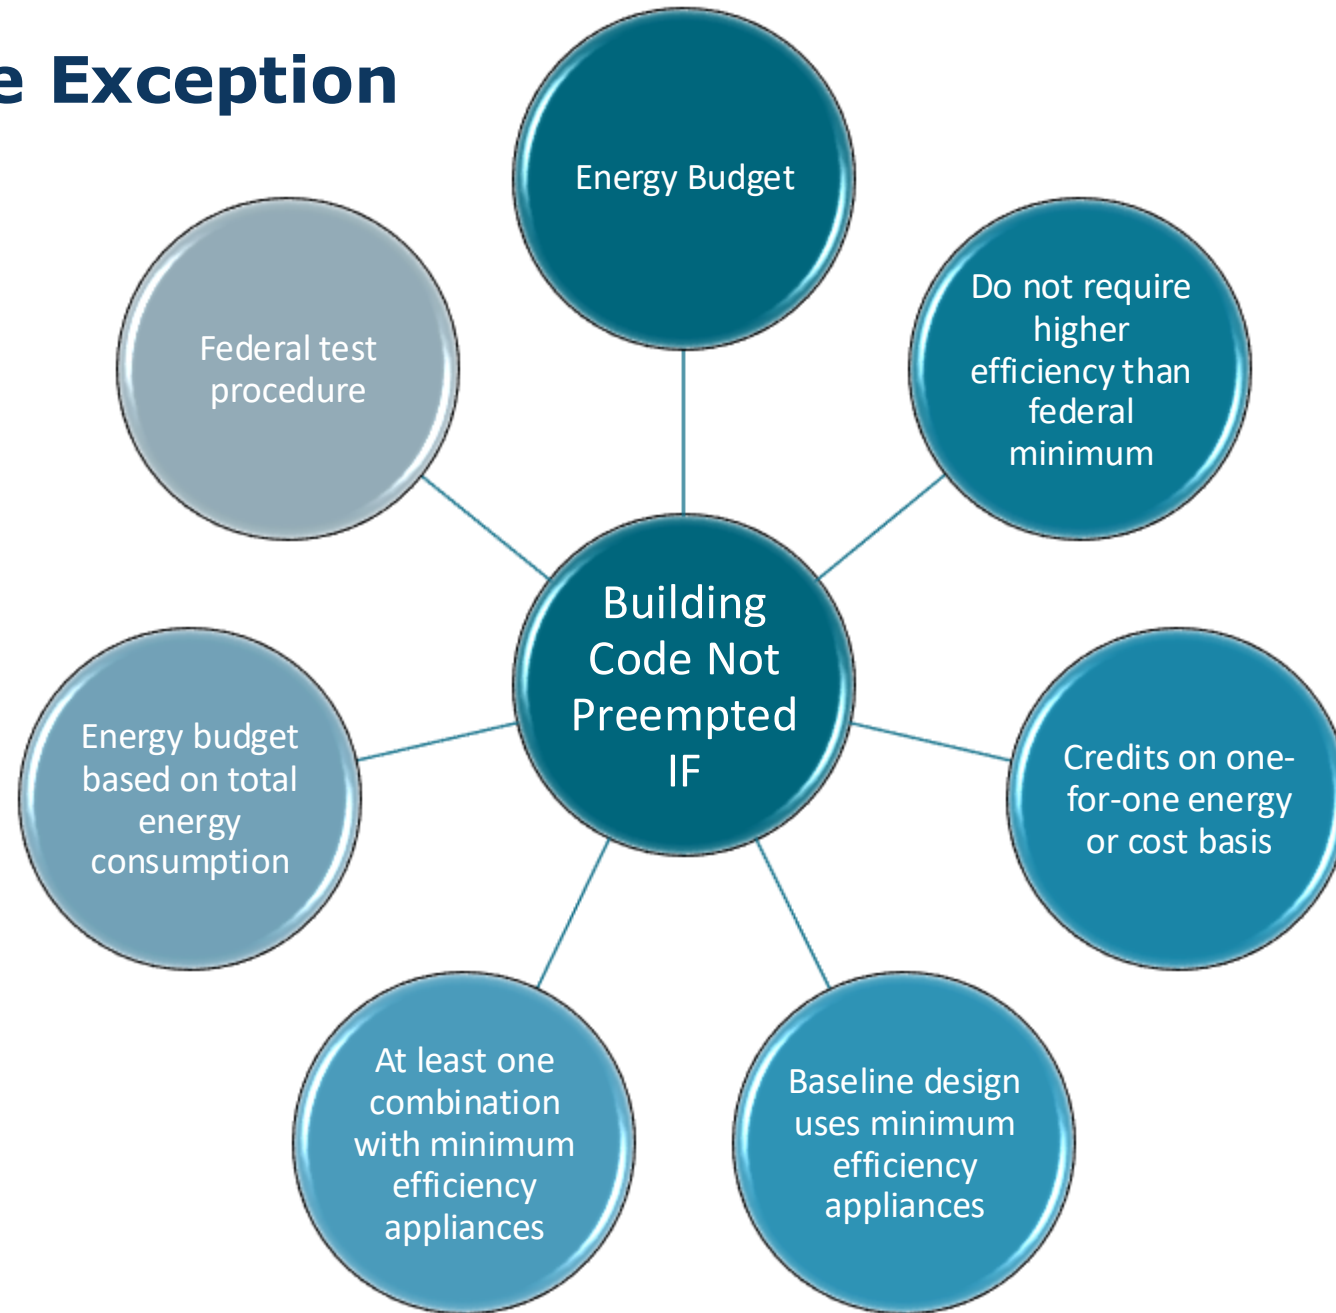 e Exception
Energy Budget
Do not require
higher
efficiency than
federal
minimum
Credits on one-
for-one energy
or cost basis
Baseline design
uses minimum
efficiency
appliances
At least one
combination
with minimum
efficiency
appliances
Energy budget
based on total
energy
consumption
Federal test
procedure
Building
Code Not
Preempted
IF